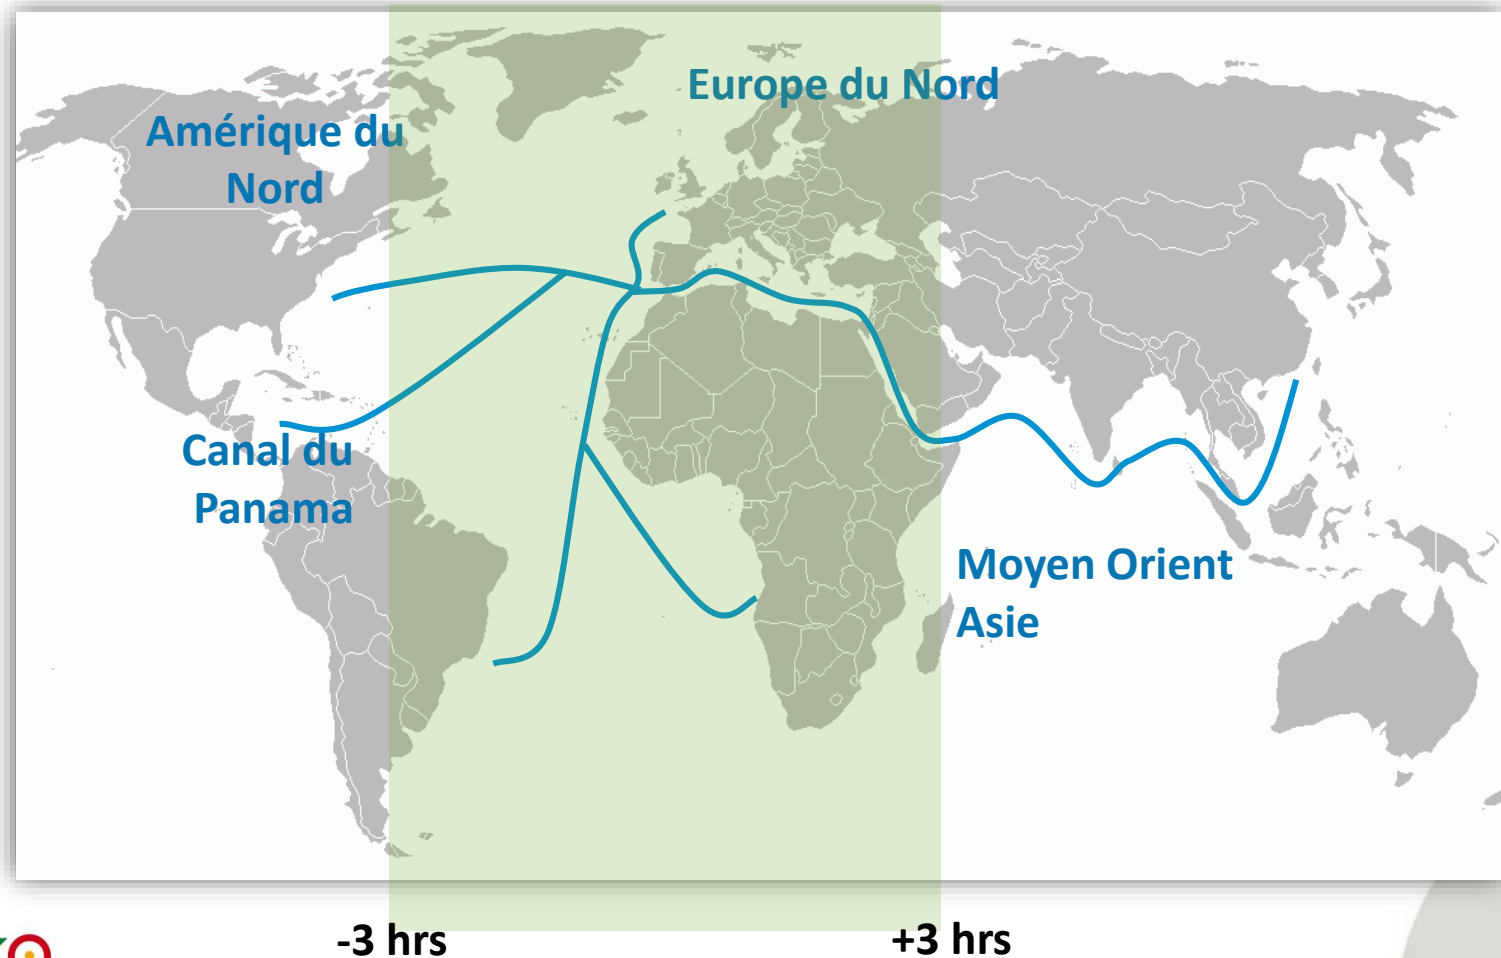 Europe du Nord
Amérique du
Nord
Canal du
Panama
Moyen Orient
Asie
-3 hrs
+3 hrs